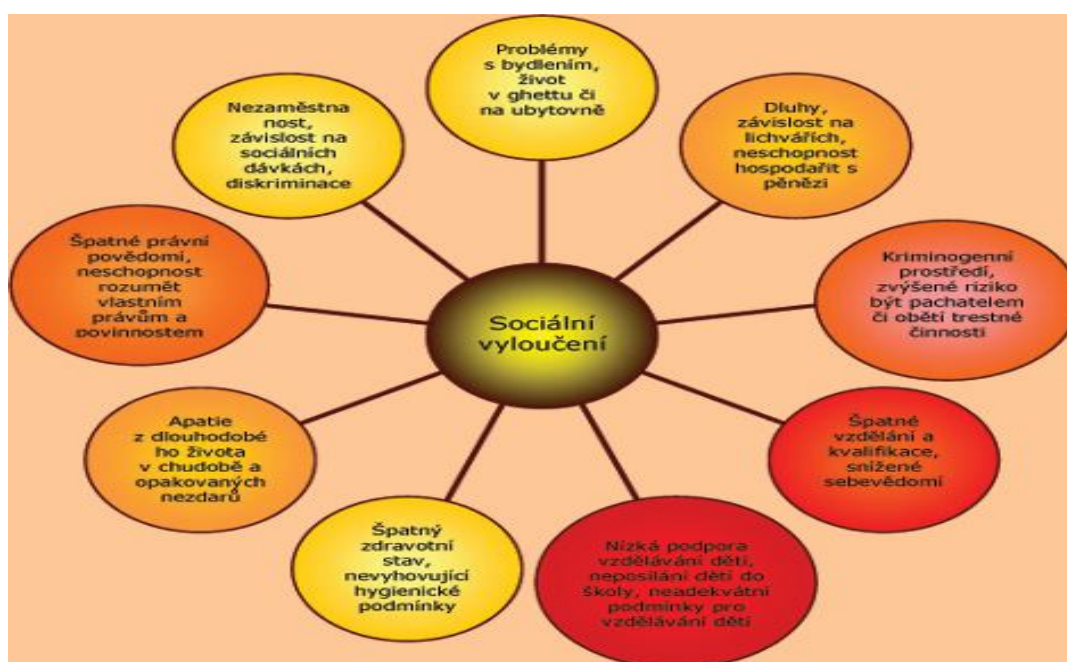 Problémy
s bydlením,
život
v ghettu či
na ubytovně
Dluhy,
závislost na
lichvářích,
neschopnost
hospodařit s
pěnězi
Kriminogenní
prostředí,
zvýšené riziko
být pachatelem
či obětí trestné
činnosti
Špatné
vzdělání a
kvalifikace,
snížené
sebevědomí
Nízká podpora
vzdělávání dětí,
neposílání dětí do
školy, neadekvátní
podmínky pro
vzdělávání dětí
Špatný
zdravotní
stav,
nevyhovující
hygienické
podmínky
Apatie
z dlouhodobé
ho života
v chudobě a
opakovaných
nezdarů
Špatné právní
povědomí,
neschopnost
rozumět
vlastním
právům a
povinnostem
Nezaměstna
nost,
závislost na
sociálních
dávkách,
diskriminace
Sociální
vyloučení